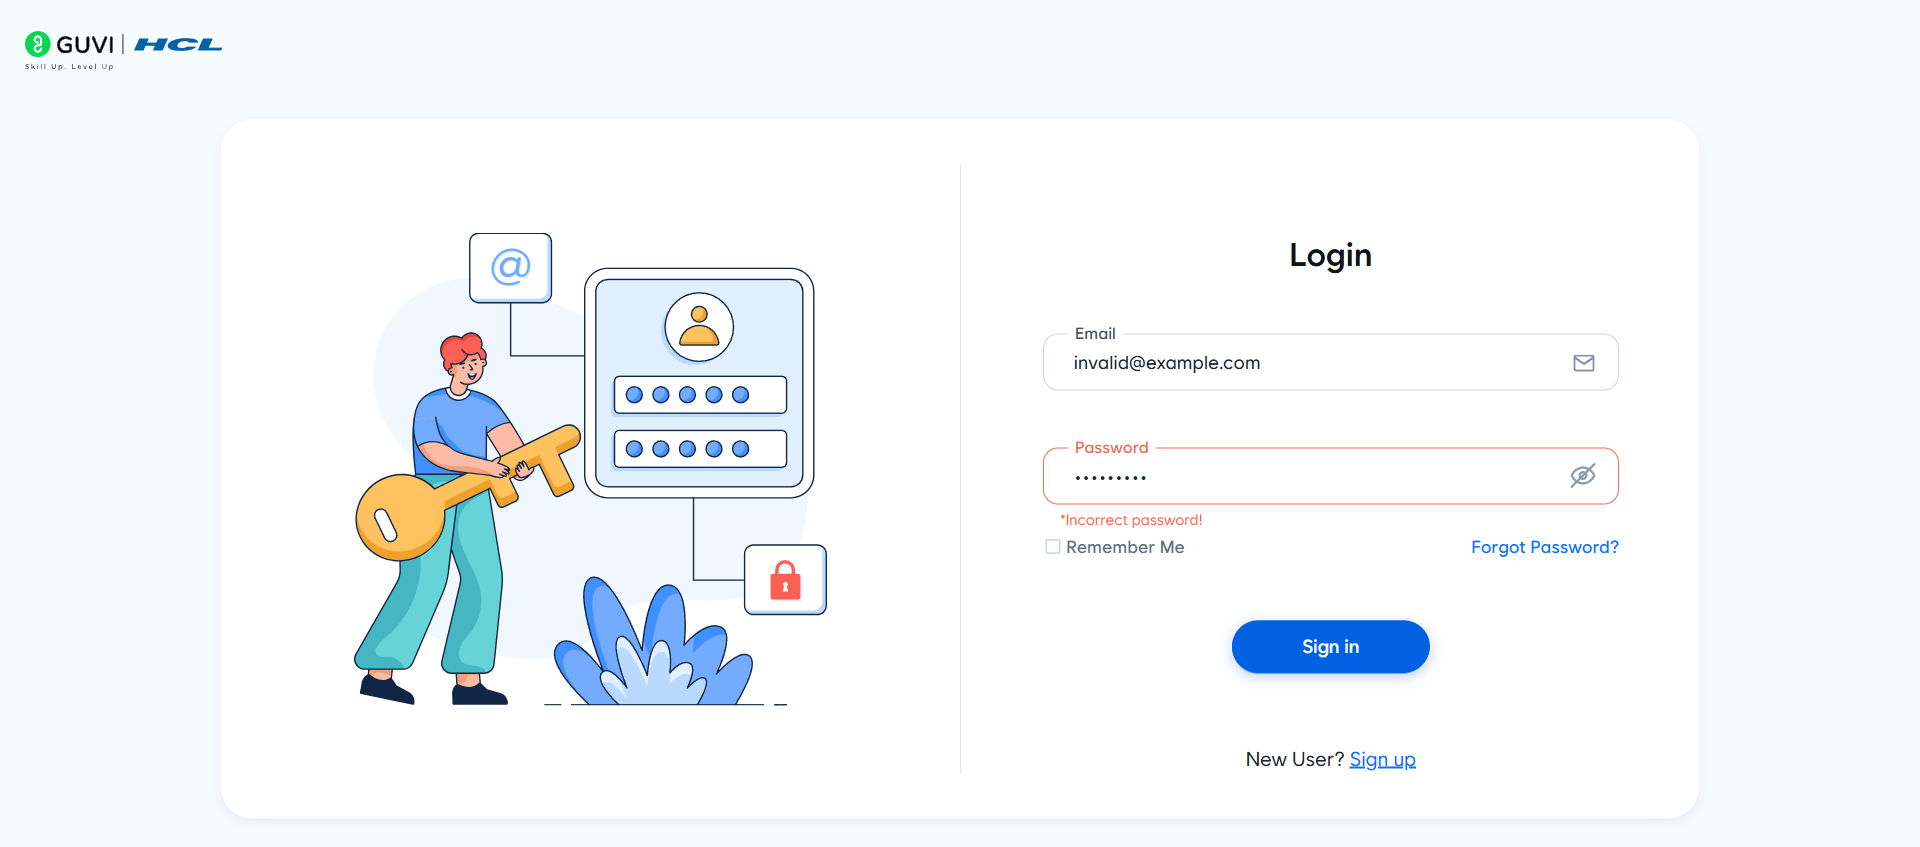 GUVI | HCL
Skill Up. Level Up
@
Login
Email
invalid@example.com
Password
•••••••••
*Incorrect password!
Remember Me
Forgot Password?
Sign in
New User? Sign up